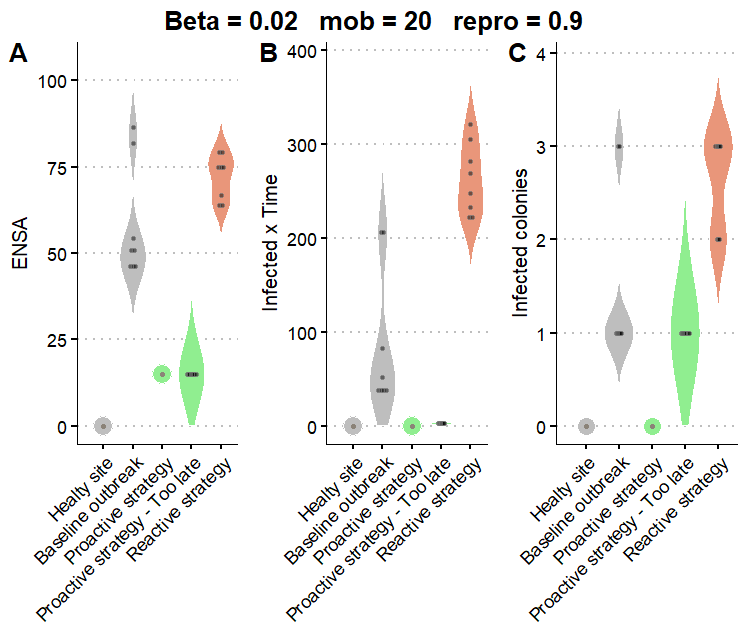 Beta = 0.02   mob = 20   repro = 0.9
A
ENSA
100
75
50
25
0
Healty site
Baseline outbreak
Proactive strategy
Proactive strategy - Too late
Reactive strategy
B
Infected x Time
400
300
200
100
0
Healty site
Baseline outbreak
Proactive strategy
Proactive strategy - Too late
Reactive strategy
C
Infected colonies
4
3
2
1
0
Healty site
Baseline outbreak
Proactive strategy
Proactive strategy - Too late
Reactive strategy